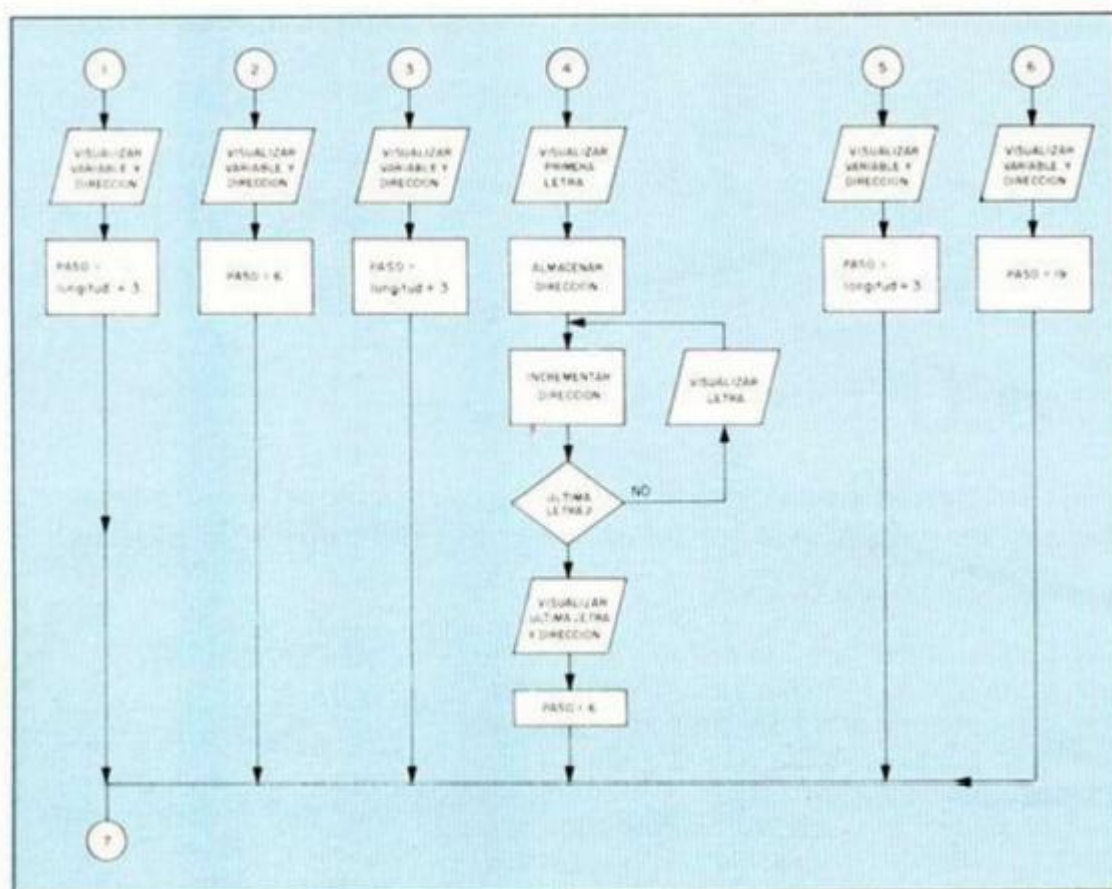 1
VISUALIZAR
VARIABLE Y
DIRECCION
PASO =
longitud + 3
2
VISUALIZAR
VARIABLE Y
DIRECCION
PASO = 6
3
VISUALIZAR
VARIABLE Y
DIRECCION
PASO =
longitud + 3
4
VISUALIZAR
PRIMERA
LETRA
ALMACENAR
DIRECCION
INCREMENTAR
DIRECCION
ULTIMA
LETRA?
NO
VISUALIZAR
LETRA
VISUALIZAR
ULTIMA LETRA
Y DIRECCION
PASO = 6
5
VISUALIZAR
VARIABLE Y
DIRECCION
PASO =
longitud + 3
6
VISUALIZAR
VARIABLE Y
DIRECCION
PASO = 19
7